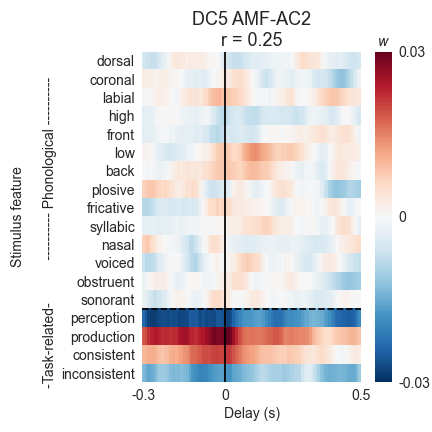 DC5 AMF-AC2
r = 0.25
w
Stimulus feature
---------- Phonological ----------
-Task-related-
dorsal
coronal
labial
high
front
low
back
plosive
fricative
syllabic
nasal
voiced
obstruent
sonorant
perception
production
consistent
inconsistent
0.03
0
-0.03
-0.3
0
0.5
Delay (s)